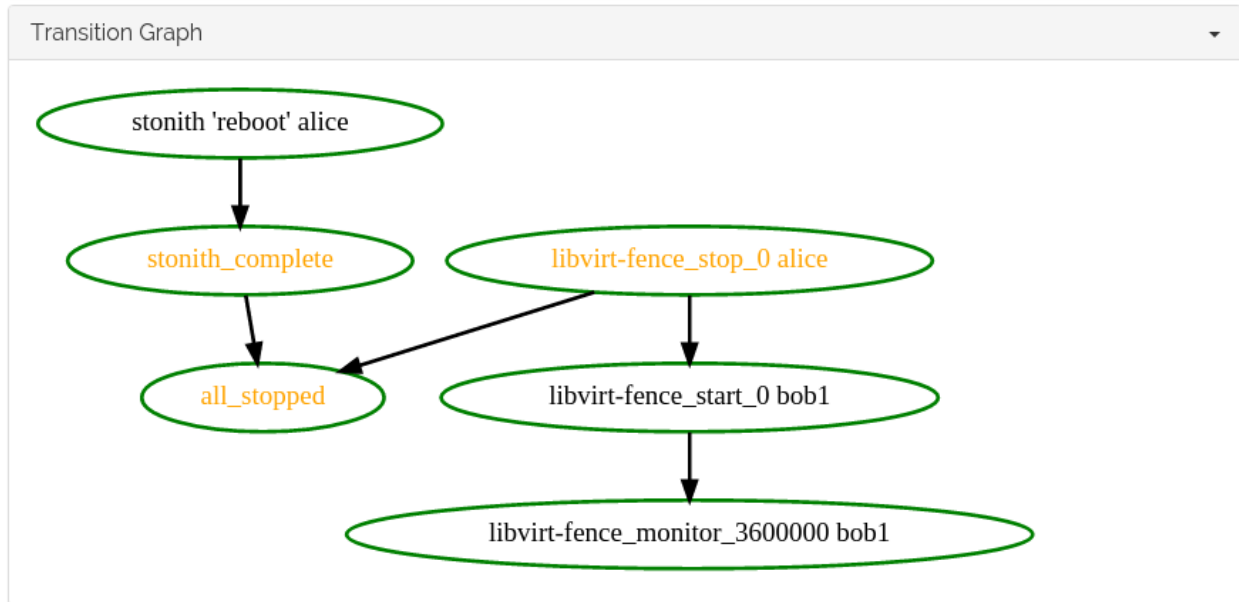 Transition Graph
stonith 'reboot' alice
stonith_complete
libvirt-fence_stop_0 alice
all_stopped
libvirt-fence_start_0 bob1
libvirt-fence_monitor_3600000 bob1